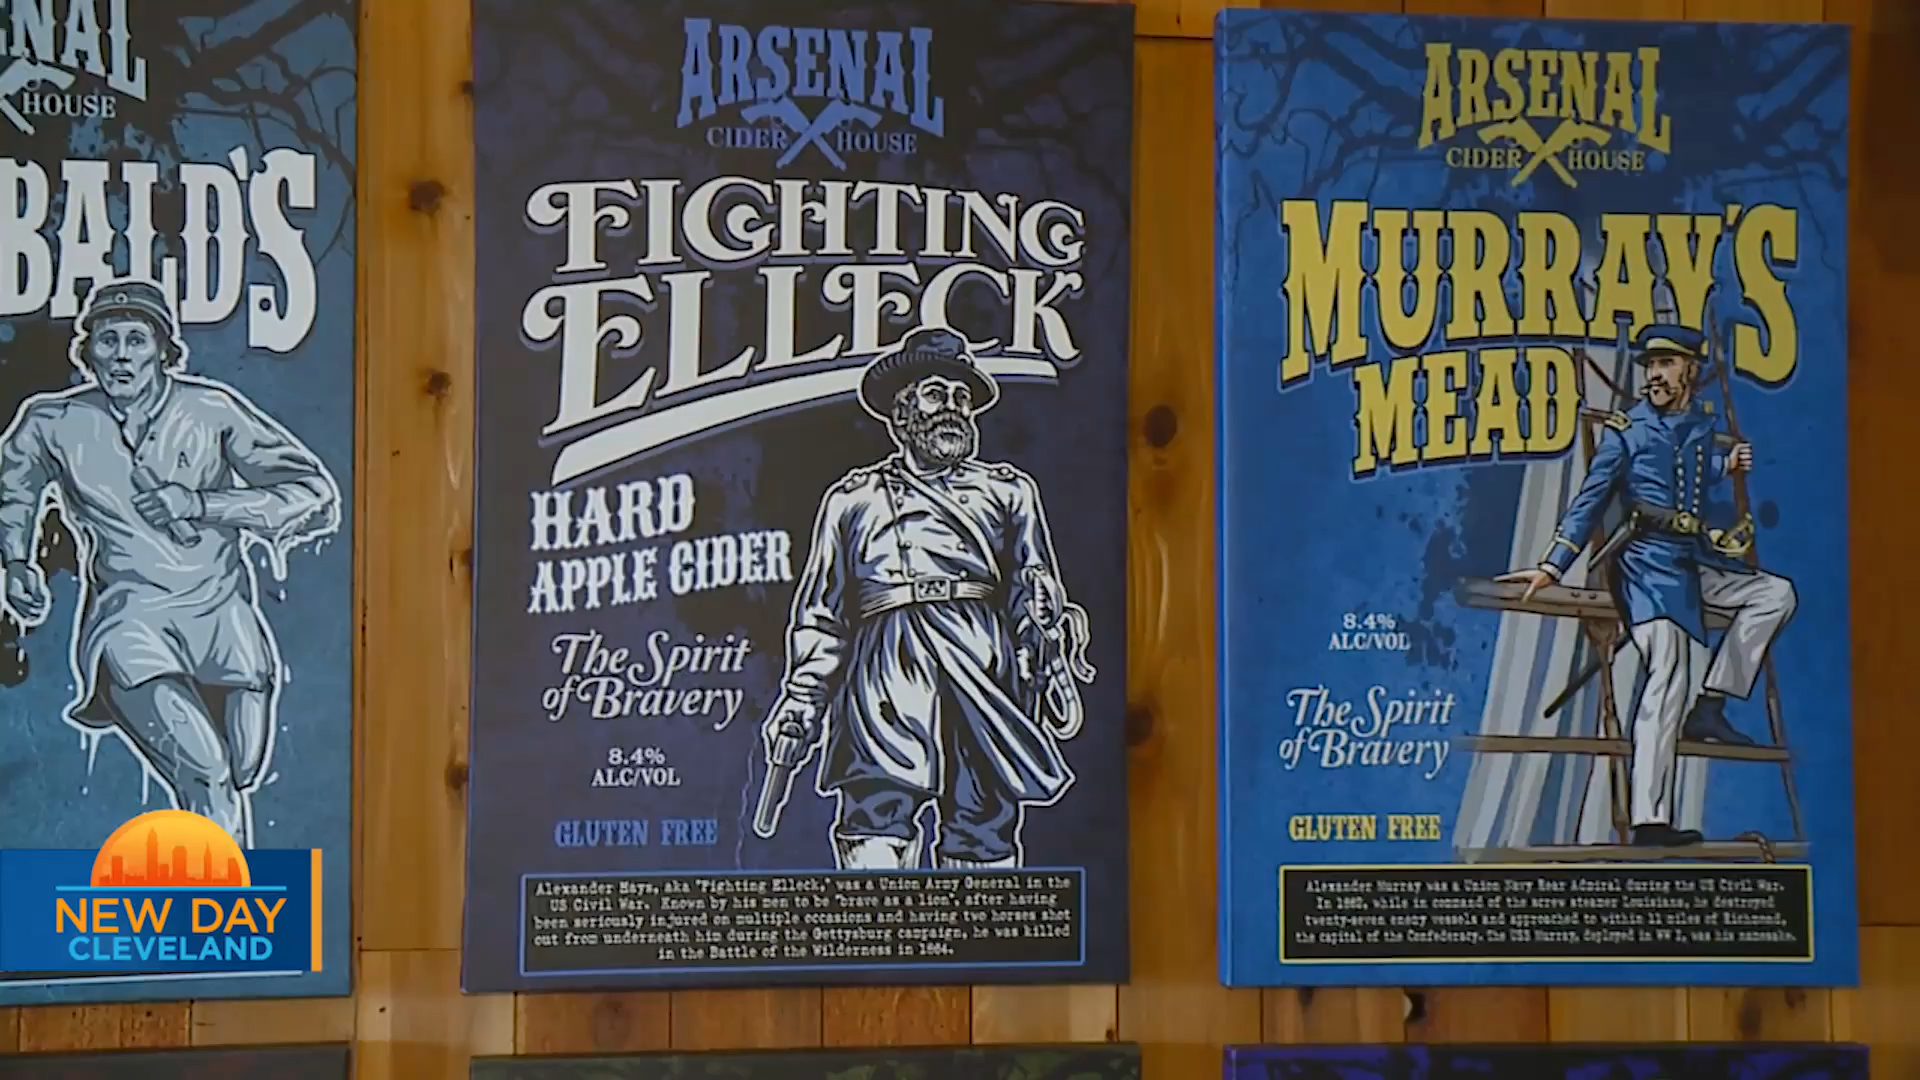 ENAL
HOUSE
BALD'S
A
ARSENAL
CIDER HOUSE
FIGHTING
ELLECK
HARD
APPLE CIDER
The Spirit
of Bravery
8.4%
ALC/VOL
GLUTEN FREE
Alexander Hays, aka "Fighting Elleck," was a Union Army General in the
US Civil War. Known by his men to be "brave as a lion", after having
been seriously injured on multiple occasions and having two horses shot
out from underneath him during the Gettysburg campaign, he was killed
in the Battle of the Wilderness in 1864.
ARSENAL
CIDER HOUSE
MURRAY'S
MEAD
8.4%
ALC/VOL
The Spirit
of Bravery
GLUTEN FREE
Alexander Murray was a Union Navy Rear Admiral during the US Civil War.
In 1862, while in command of the screw steamer Louisiana, he destroyed
twenty-seven enemy vessels and approached to within 11 miles of Richmond,
the capital of the Confederacy. The USS Murray, deployed in WW 2, was his namesake.
NEW DAY
CLEVELAND